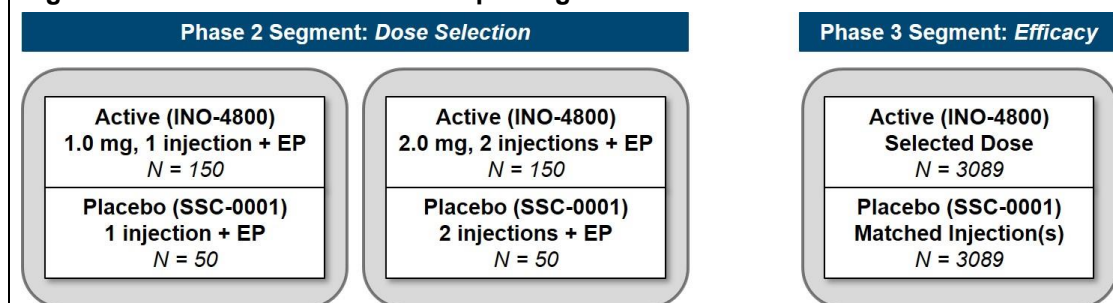 Phase 2 Segment: Dose Selection
Phase 3 Segment: Efficacy
Active (INO-4800)
1.0 mg, 1 injection + EP
N = 150
Placebo (SSC-0001)
1 injection + EP
N = 50
Active (INO-4800)
2.0 mg, 2 injections + EP
N = 150
Placebo (SSC-0001)
2 injections + EP
N = 50
Active (INO-4800)
Selected Dose
N = 3089
Placebo (SSC-0001)
Matched Injection(s)
N = 3089